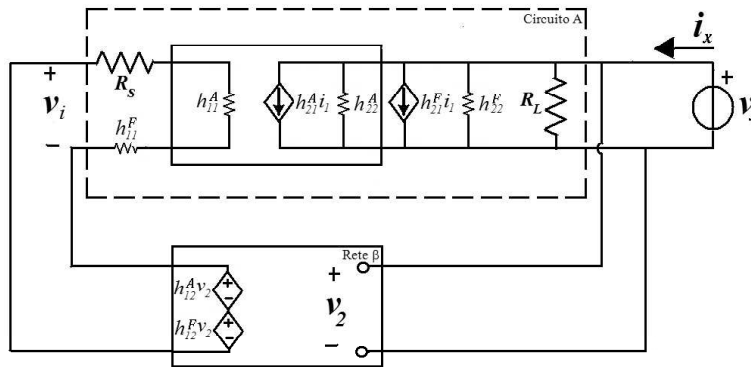 Circuito A
i_x
+
v_i
−
R_S
h_11^F
h_11^A
h_21^A i_1
h_22^A
h_21^F i_1
h_22^F
R_L
+
v
Rete β
h_12^A v_2
+
−
h_12^F v_2
+
−
+
v_2
−